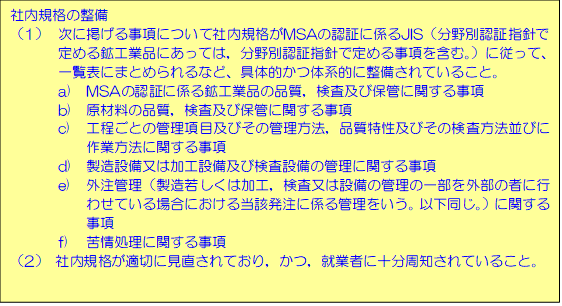 社内規格の整備
（1） 次に掲げる事項について社内規格がMSAの認証に係るJIS（分野別認証指針で
定める鉱工業品にあっては，分野別認証指針で定める事項を含む。）に従って、
一覧表にまとめられるなど、具体的かつ体系的に整備されていること。
a) MSAの認証に係る鉱工業品の品質，検査及び保管に関する事項
b) 原材料の品質，検査及び保管に関する事項
c) 工程ごとの管理項目及びその管理方法，品質特性及びその検査方法並びに
作業方法に関する事項
d) 製造設備又は加工設備及び検査設備の管理に関する事項
e) 外注管理（製造若しくは加工，検査又は設備の管理の一部を外部の者に行
わせている場合における当該発注に係る管理をいう。以下同じ。）に関する
事項
f) 苦情処理に関する事項
（2） 社内規格が適切に見直されており，かつ，就業者に十分周知されていること。